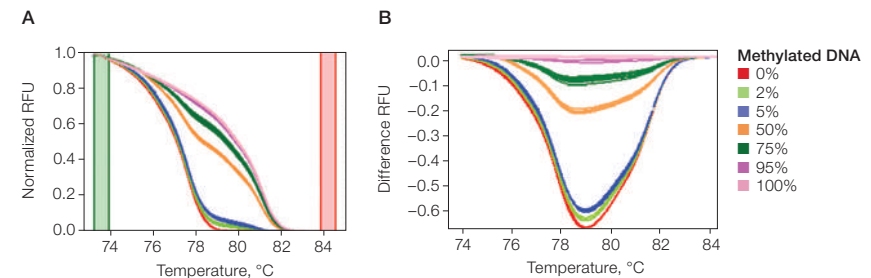 A
Normalized RFU
1.0
0.8
0.6
0.4
0.2
0.0
74 76 78 80 82 84
Temperature, °C
B
Difference RFU
0.0
−0.1
−0.2
−0.3
−0.4
−0.5
−0.6
74 76 78 80 82 84
Temperature, °C
Methylated DNA
0%
2%
5%
50%
75%
95%
100%